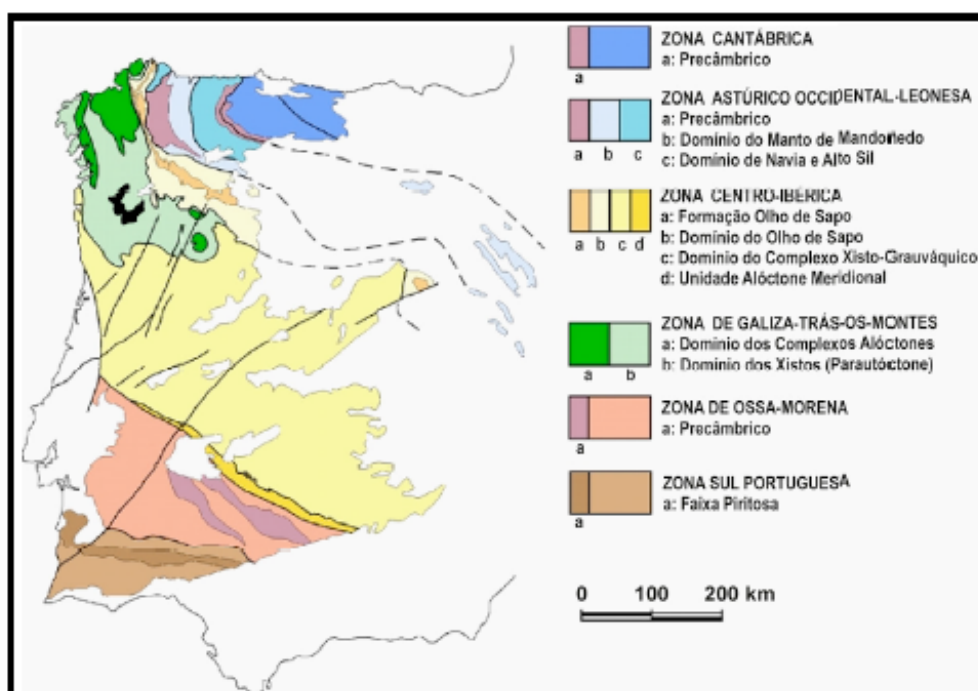 ZONA CANTÁBRICA
a: Precâmbrico
a
ZONA ASTÚRICO OCCIDENTAL-LEONESA
a: Precâmbrico
b: Domínio do Manto de Mandoñedo
c: Domínio de Navia e Alto Sil
a b c
ZONA CENTRO-IBÉRICA
a: Formação Olho de Sapo
b: Domínio do Olho de Sapo
c: Domínio do Complexo Xisto-Grauváquico
d: Unidade Alóctone Meridional
a b c d
ZONA DE GALIZA-TRÁS-OS-MONTES
a: Domínio dos Complexos Alóctones
b: Domínio dos Xistos (Parautóctone)
a b
ZONA DE OSSA-MORENA
a: Precâmbrico
a
ZONA SUL PORTUGUESA
a: Faixa Piritosa
a
0 100 200 km